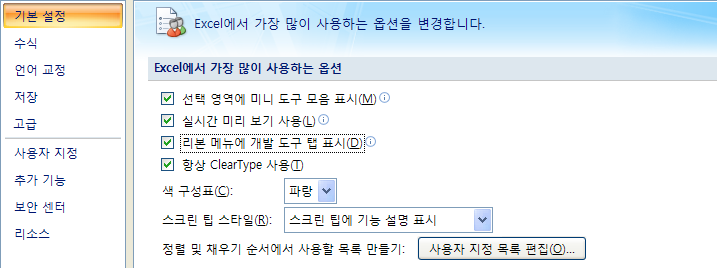 기본 설정
수식
언어 교정
저장
고급
사용자 지정
추가 기능
보안 센터
리소스
Excel에서 가장 많이 사용하는 옵션을 변경합니다.
Excel에서 가장 많이 사용하는 옵션
선택 영역에 미니 도구 모음 표시(M)
실시간 미리 보기 사용(L)
리본 메뉴에 개발 도구 탭 표시(D)
항상 ClearType 사용(T)
색 구성표(C): 파랑
스크린 팁 스타일(R): 스크린 팁에 기능 설명 표시
정렬 및 채우기 순서에서 사용할 목록 만들기: 사용자 지정 목록 편집(O)...